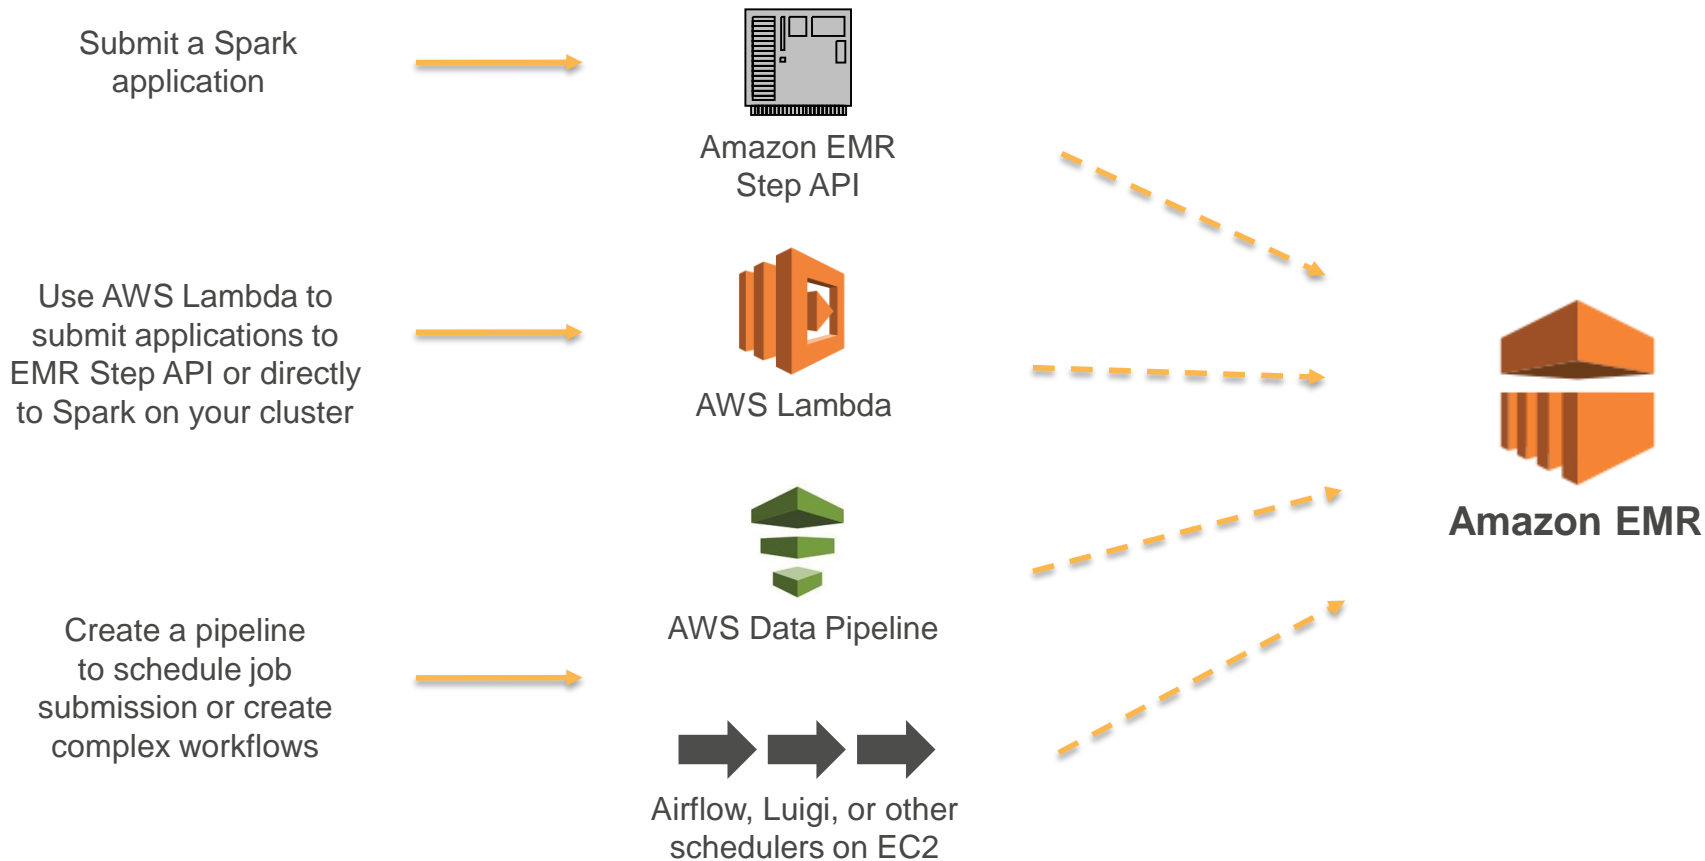 Submit a Spark
application
Amazon EMR
Step API
Use AWS Lambda to
submit applications to
EMR Step API or directly
to Spark on your cluster
AWS Lambda
Amazon EMR
AWS Data Pipeline
Create a pipeline
to schedule job
submission or create
complex workflows
Airflow, Luigi, or other
schedulers on EC2